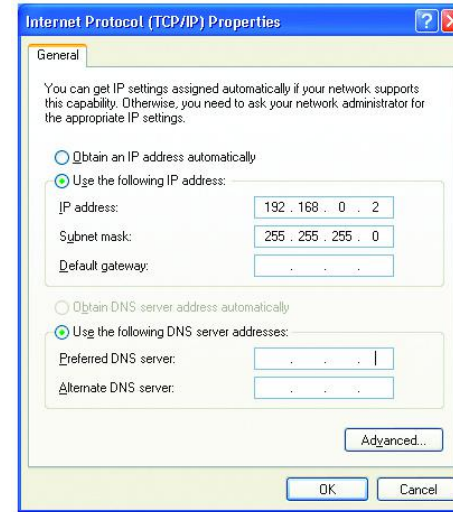 Internet Protocol (TCP/IP) Properties
General
You can get IP settings assigned automatically if your network supports
this capability. Otherwise, you need to ask your network administrator for
the appropriate IP settings.
Obtain an IP address automatically
Use the following IP address:
IP address: 192 . 168 . 0 . 2
Subnet mask: 255 . 255 . 255 . 0
Default gateway: . . .
Obtain DNS server address automatically
Use the following DNS server addresses:
Preferred DNS server: . . .
Alternate DNS server: . . .
Advanced...
OK Cancel